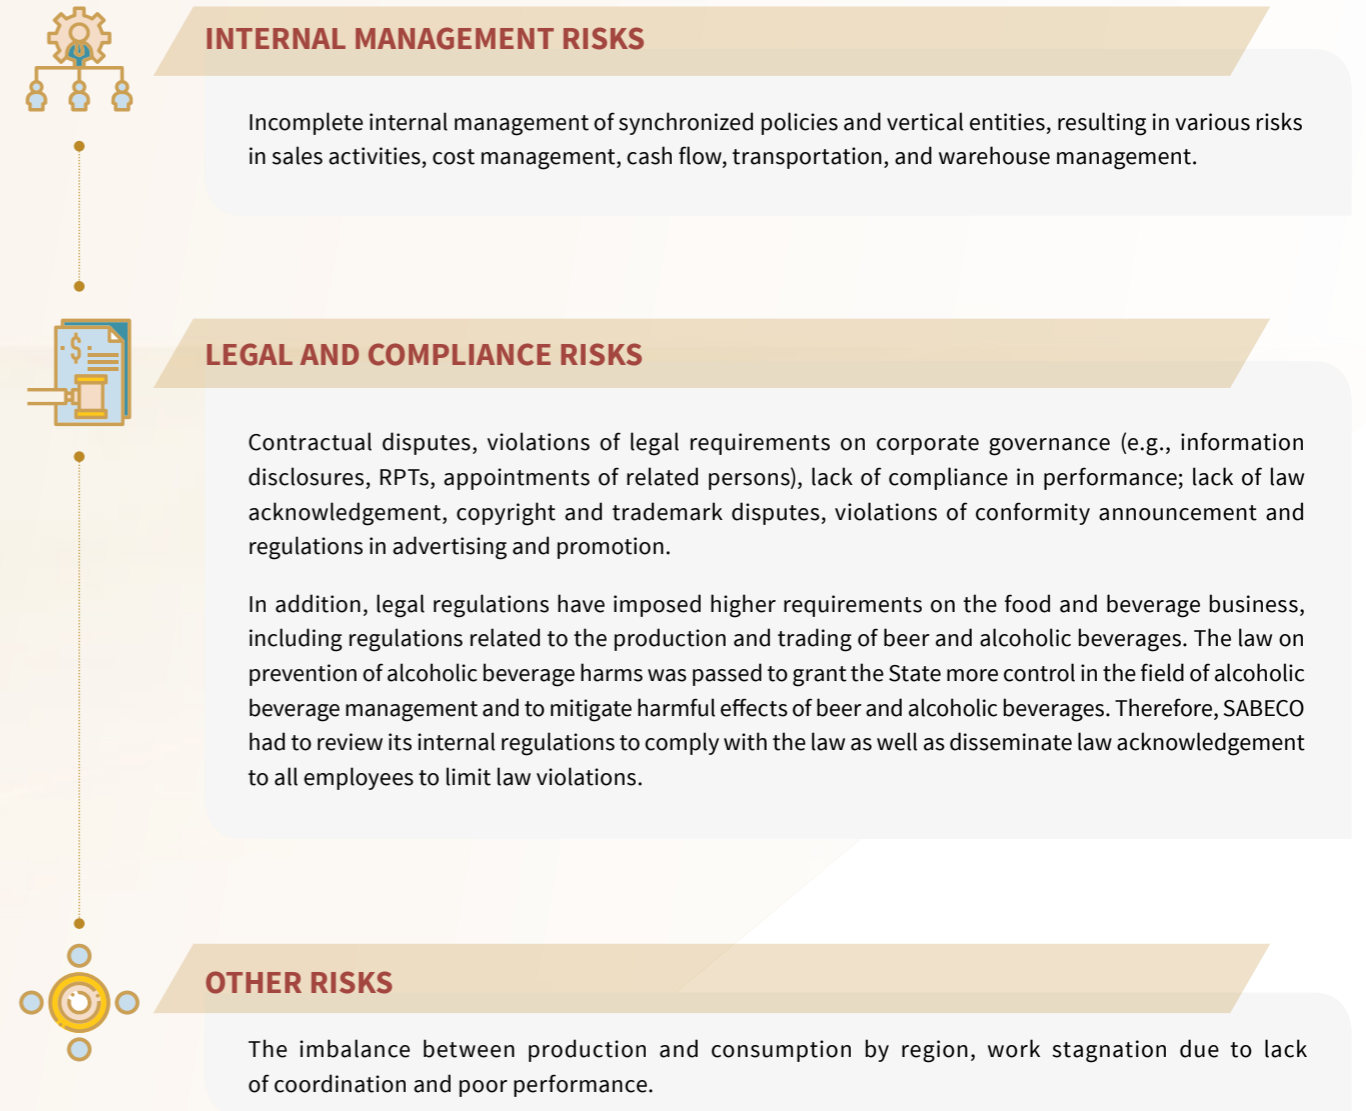 INTERNAL MANAGEMENT RISKS
Incomplete internal management of synchronized policies and vertical entities, resulting in various risks
in sales activities, cost management, cash flow, transportation, and warehouse management.
LEGAL AND COMPLIANCE RISKS
$
Contractual disputes, violations of legal requirements on corporate governance (e.g., information
disclosures, RPTs, appointments of related persons), lack of compliance in performance; lack of law
acknowledgement, copyright and trademark disputes, violations of conformity announcement and
regulations in advertising and promotion.
In addition, legal regulations have imposed higher requirements on the food and beverage business,
including regulations related to the production and trading of beer and alcoholic beverages. The law on
prevention of alcoholic beverage harms was passed to grant the State more control in the field of alcoholic
beverage management and to mitigate harmful effects of beer and alcoholic beverages. Therefore, SABECO
had to review its internal regulations to comply with the law as well as disseminate law acknowledgement
to all employees to limit law violations.
OTHER RISKS
The imbalance between production and consumption by region, work stagnation due to lack
of coordination and poor performance.